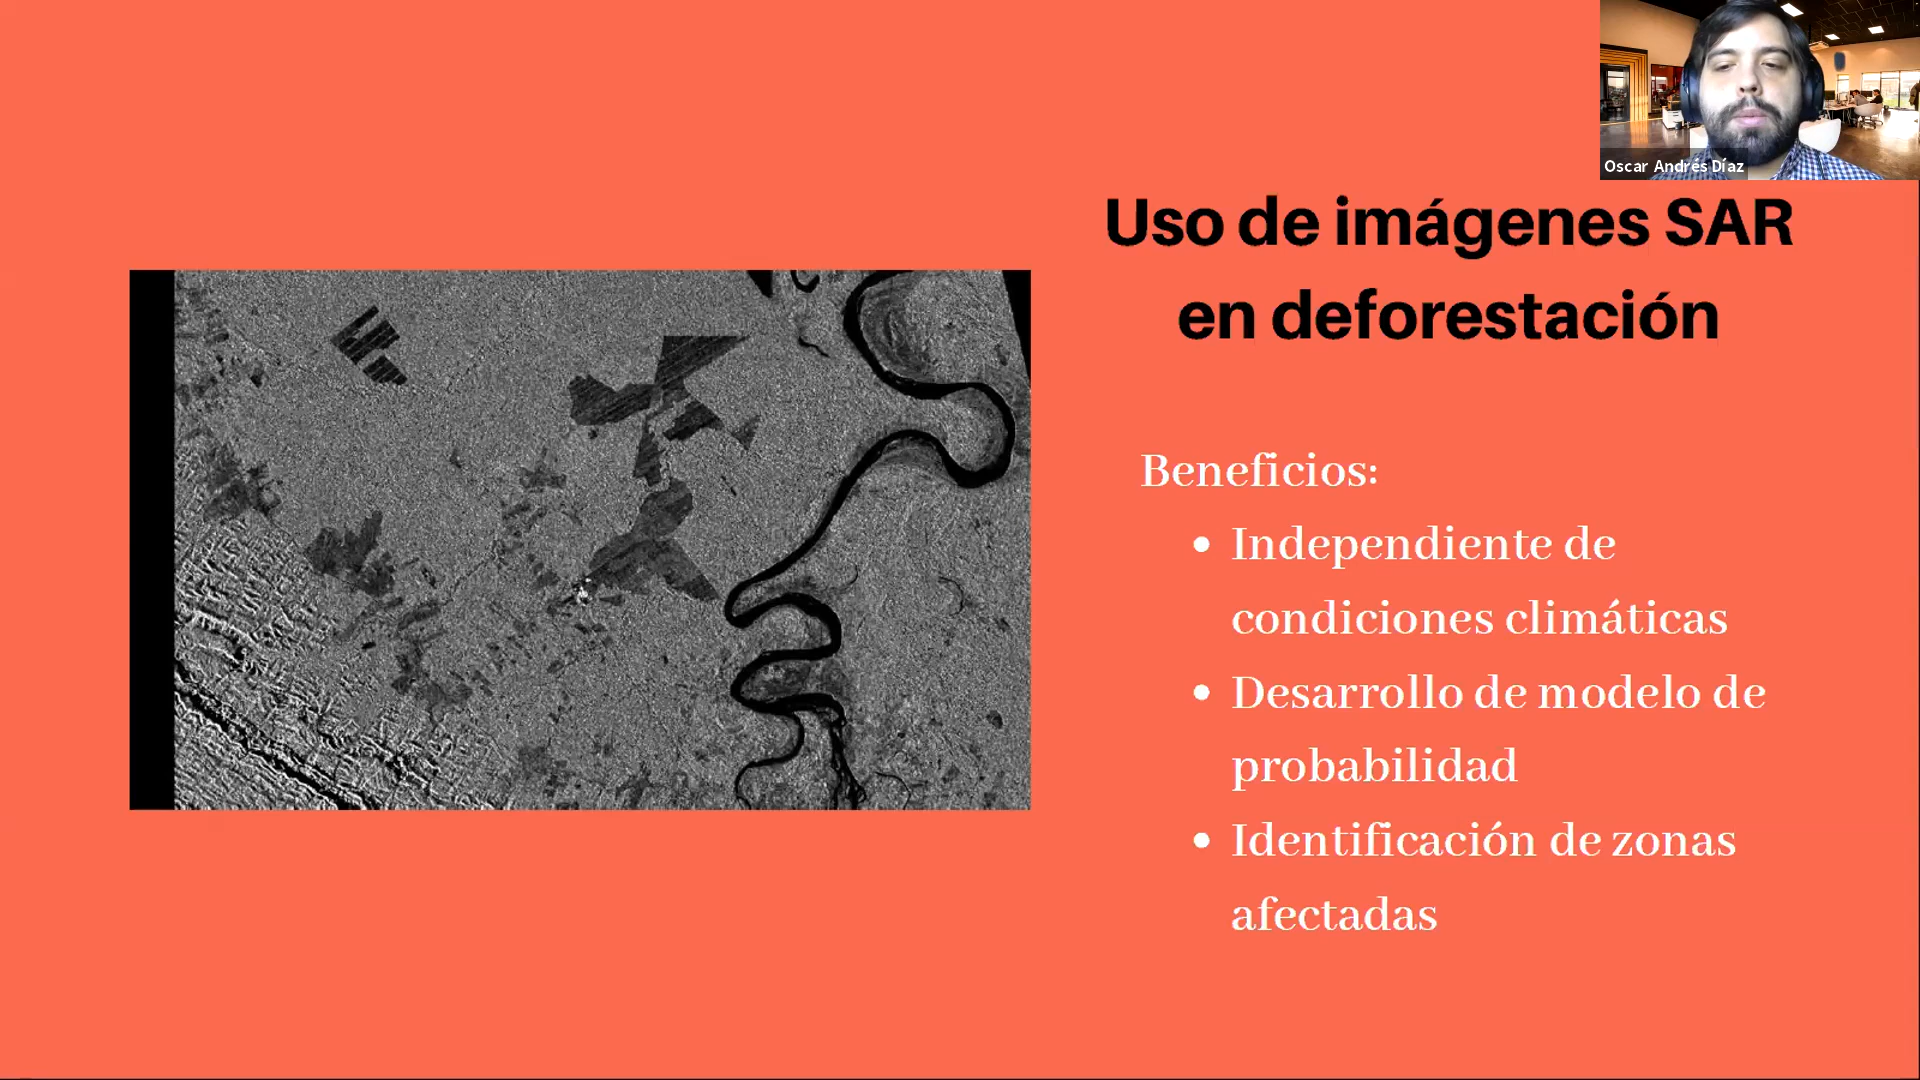 Oscar Andrés Díaz
Uso de imágenes SAR
en deforestación
Beneficios:
• Independiente de
condiciones climáticas
• Desarrollo de modelo de
probabilidad
• Identificación de zonas
afectadas